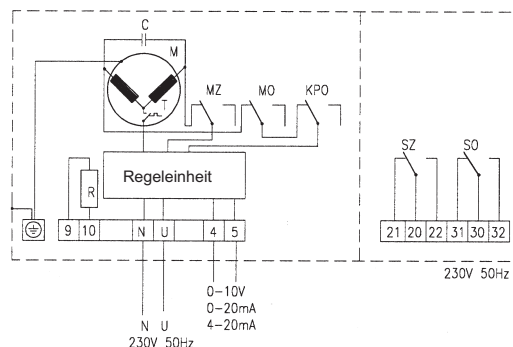 C
M
MZ MO KPO
T
SZ SO
Regeleinheit
R
9 10 N U 4 5
21 20 22 31 30 32
230V 50Hz
0-10V
0-20mA
N U 4-20mA
230V 50Hz